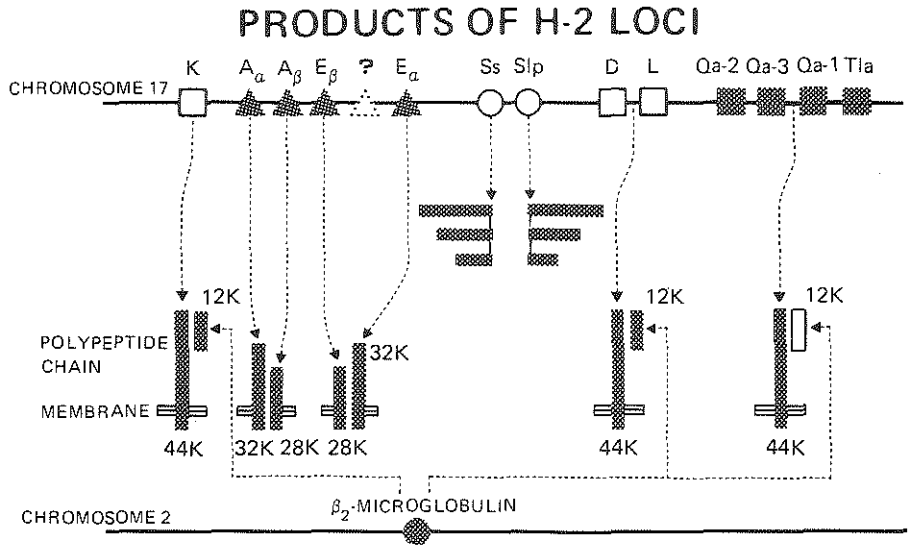 PRODUCTS OF H-2 LOCI
K Aα Aβ Eβ ? Eα Ss Slp D L Qa-2 Qa-3 Qa-1 Tla
CHROMOSOME 17
12K 12K 12K
POLYPEPTIDE
CHAIN
32K
MEMBRANE
44K 32K 28K 28K 44K 44K
β2-MICROGLOBULIN
CHROMOSOME 2